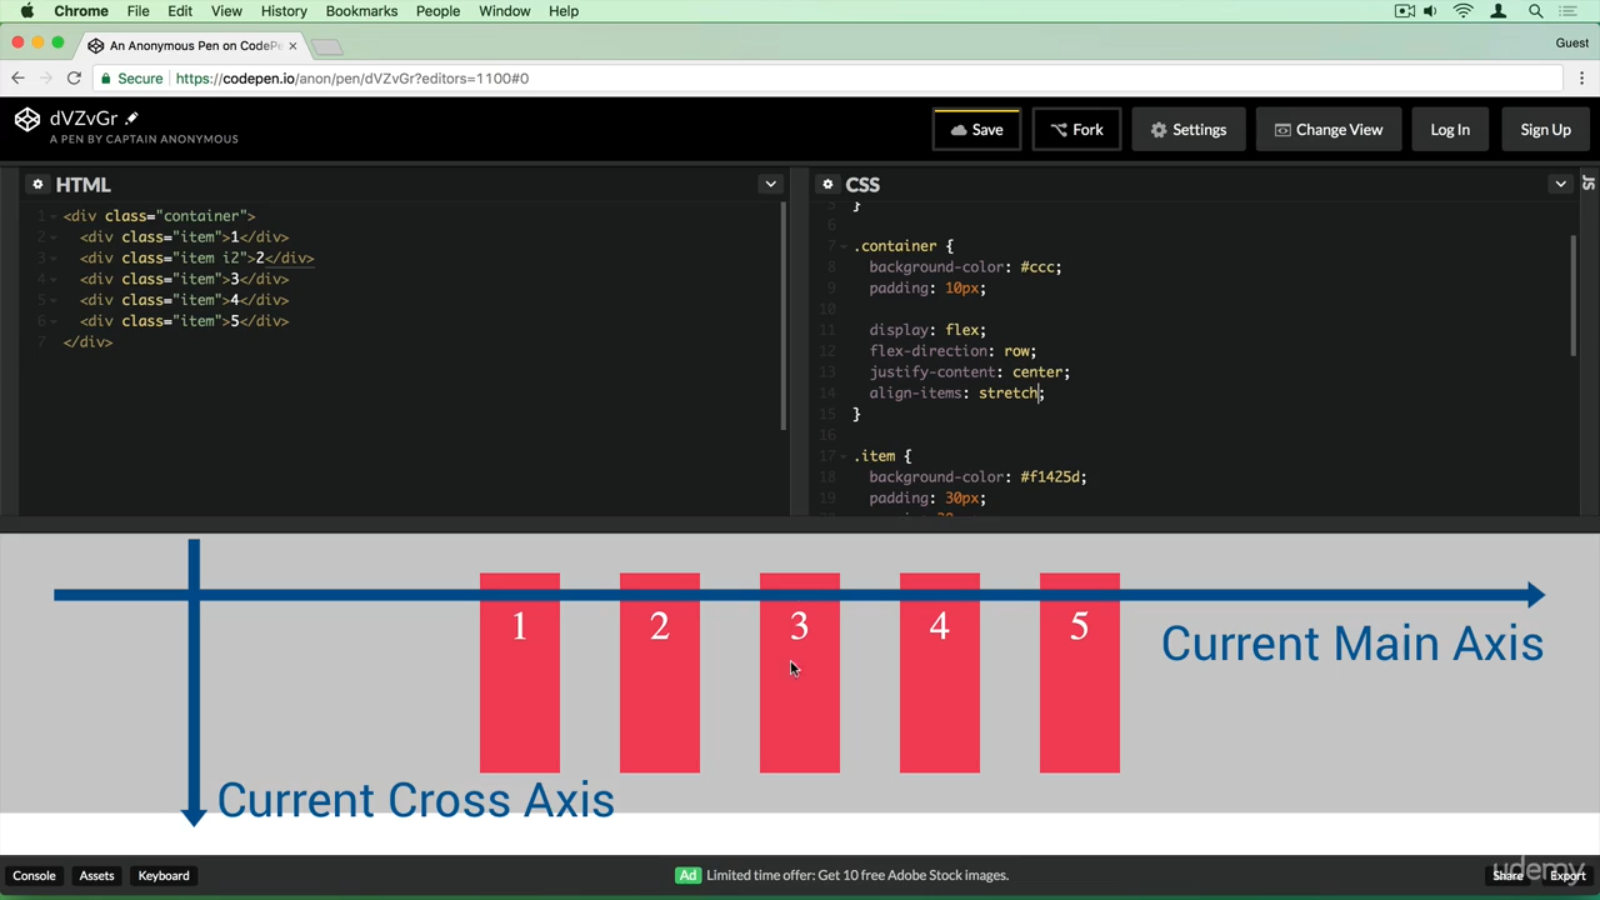 Chrome File Edit View History Bookmarks People Window Help
An Anonymous Pen on CodePe
Guest
Secure https://codepen.io/anon/pen/dVZvGr?editors=1100#0
dVZvGr
A PEN BY CAPTAIN ANONYMOUS
Save Fork Settings Change View Log In Sign Up
HTML
1 <div class="container">
2 <div class="item">1</div>
3 <div class="item i2">2</div>
4 <div class="item">3</div>
5 <div class="item">4</div>
6 <div class="item">5</div>
7 </div>
CSS
JS
5 }
6
7 .container {
8 background-color: #ccc;
9 padding: 10px;
10
11 display: flex;
12 flex-direction: row;
13 justify-content: center;
14 align-items: stretch;
15 }
16
17 .item {
18 background-color: #f1425d;
19 padding: 30px;
1 2 3 4 5
Current Main Axis
Current Cross Axis
Console Assets Keyboard
Ad Limited time offer: Get 10 free Adobe Stock images.
Share Export
udemy